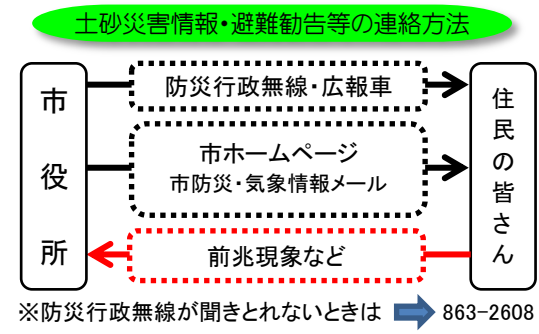 土砂災害情報・避難勧告等の連絡方法
市役所
防災行政無線・広報車
市ホームページ
市防災・気象情報メール
前兆現象など
住民の皆さん
※防災行政無線が聞きとれないときは 863-2608